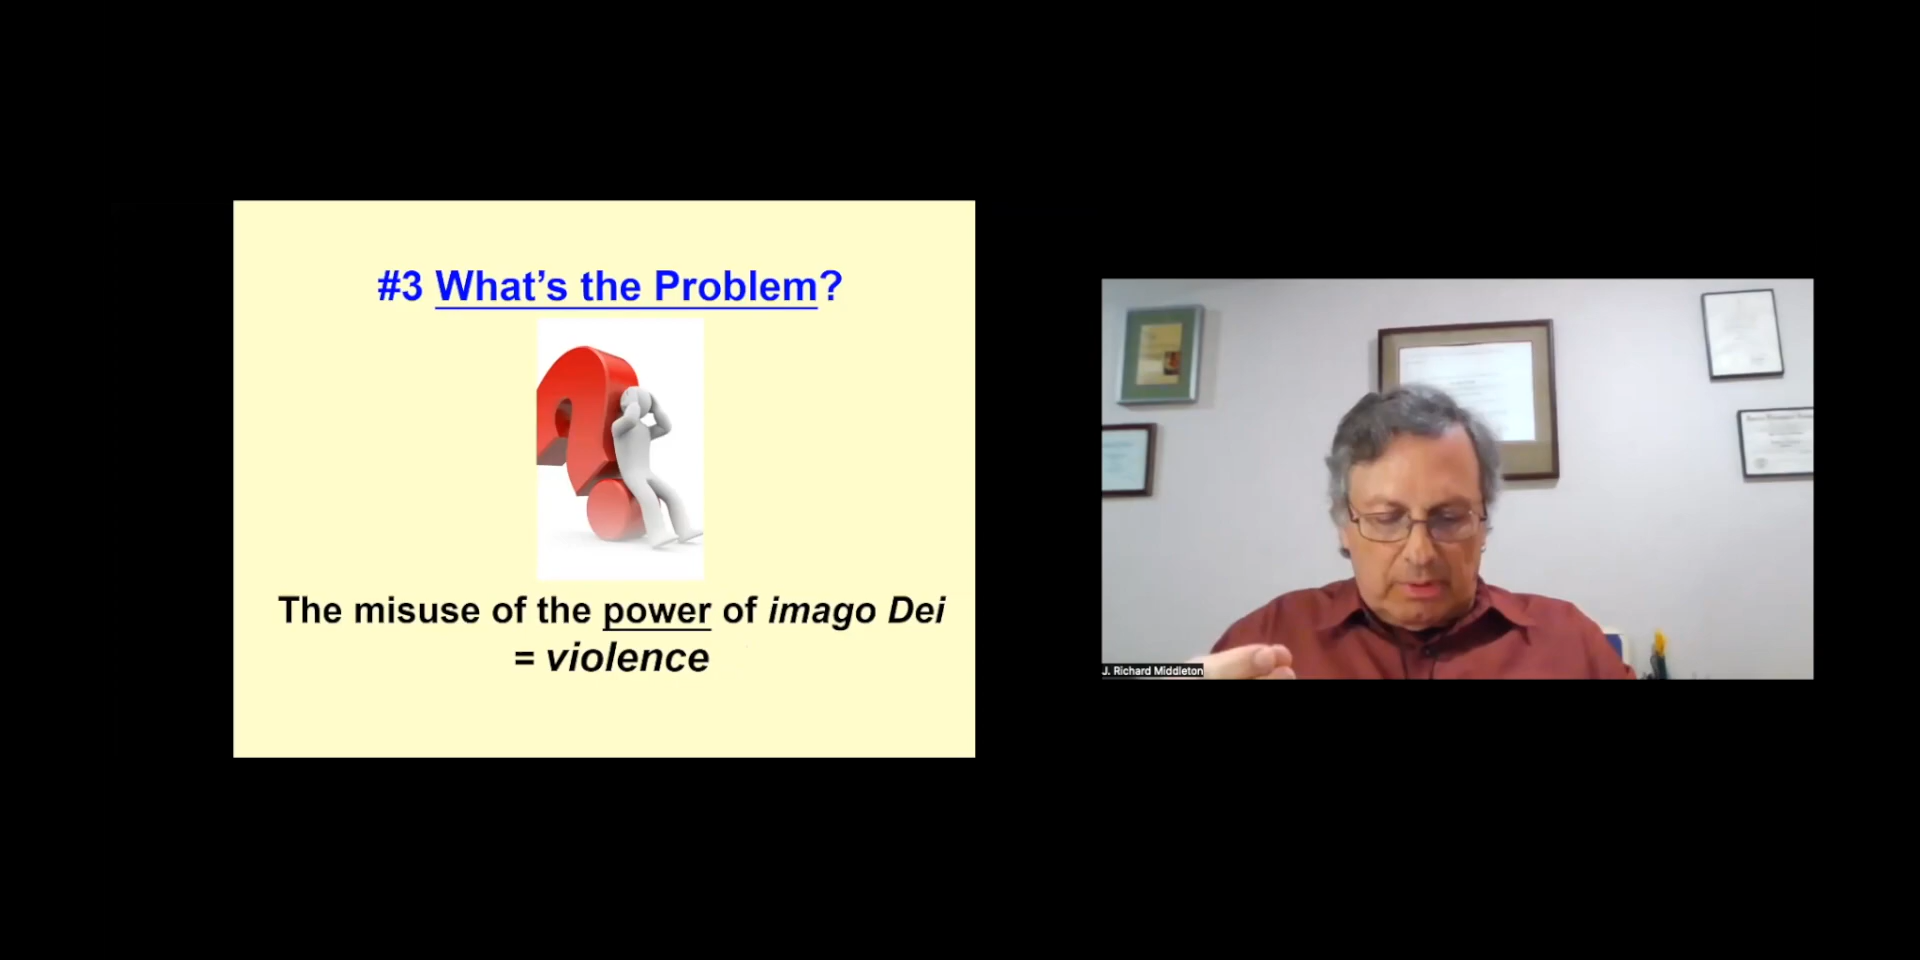 #3 What's the Problem?
The misuse of the power of imago Dei
= violence
J. Richard Middleton